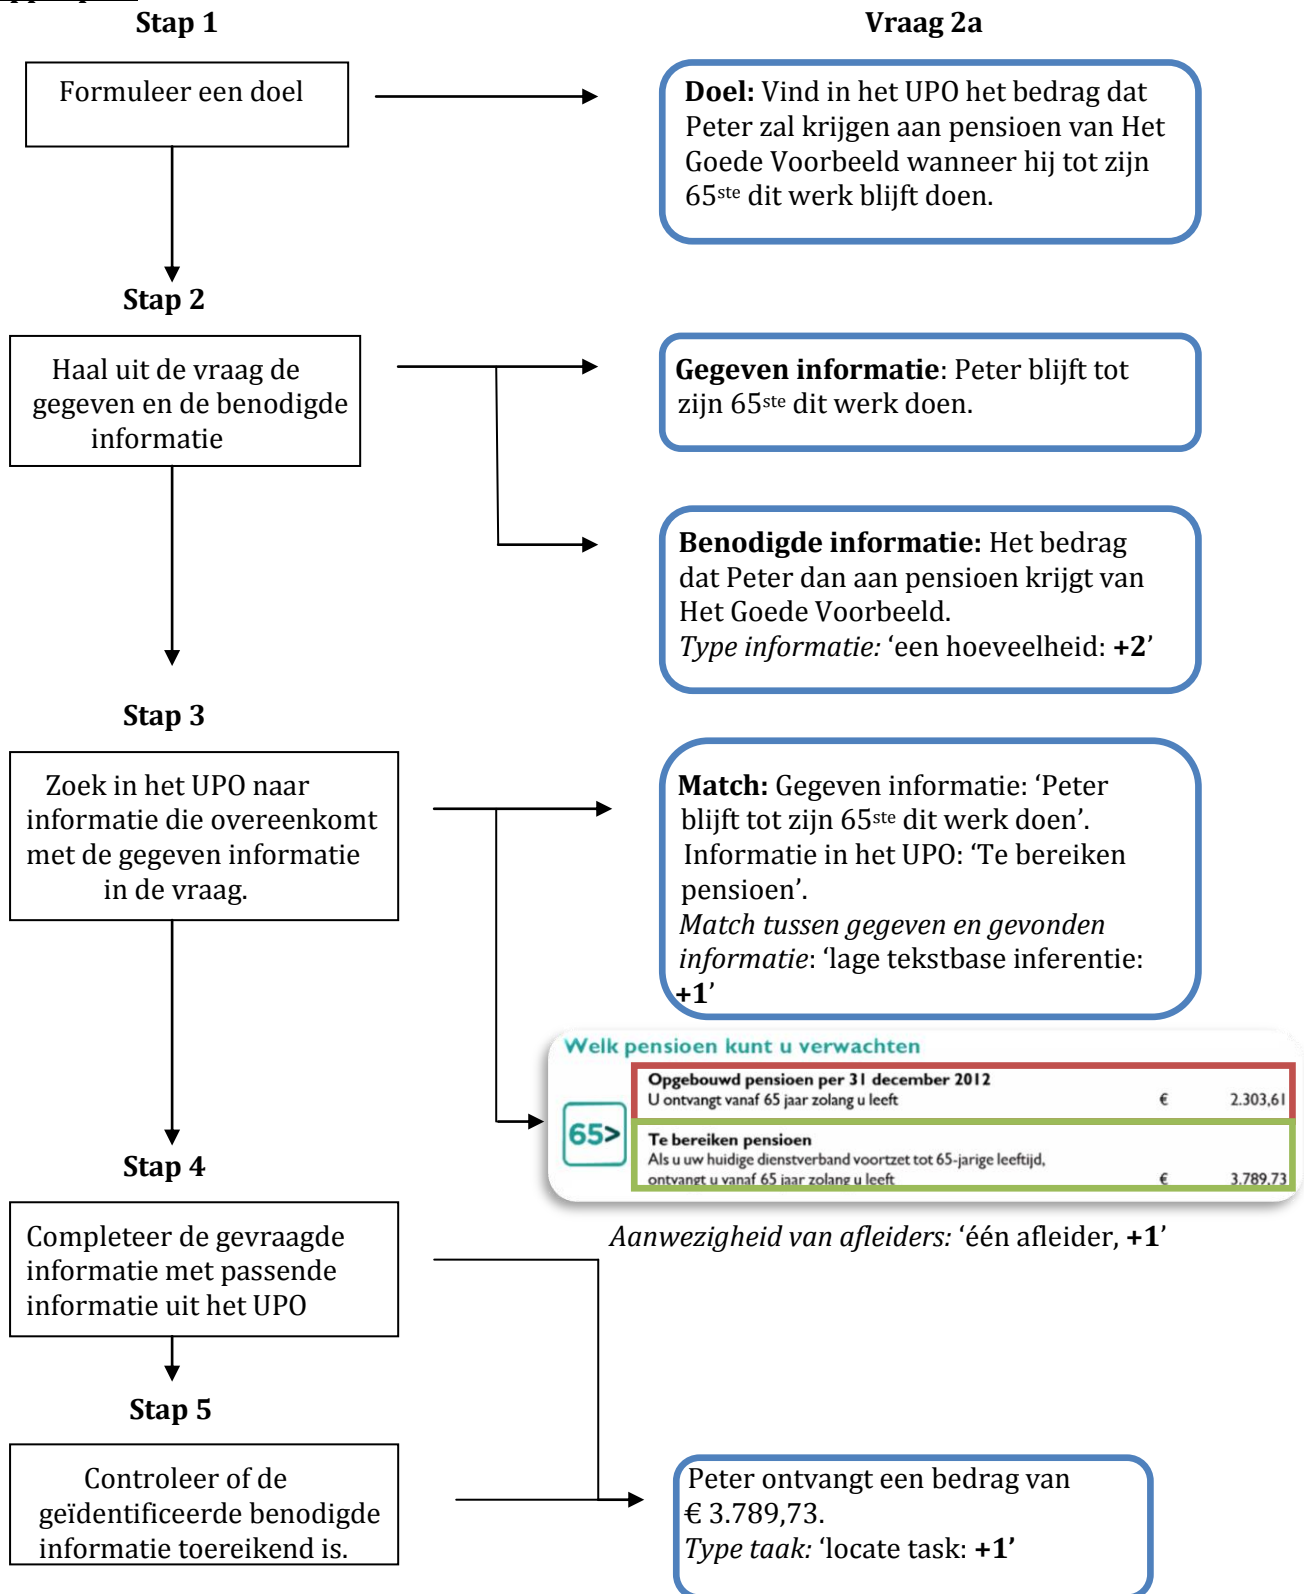 Stap 1
Vraag 2a
Formuleer een doel
Doel: Vind in het UPO het bedrag dat
Peter zal krijgen aan pensioen van Het
Goede Voorbeeld wanneer hij tot zijn
65ste dit werk blijft doen.
Stap 2
Haal uit de vraag de
gegeven en de benodigde
informatie
Gegeven informatie: Peter blijft tot
zijn 65ste dit werk doen.
Benodigde informatie: Het bedrag
dat Peter dan aan pensioen krijgt van
Het Goede Voorbeeld.
Type informatie: ‘een hoeveelheid: +2’
Stap 3
Zoek in het UPO naar
informatie die overeenkomt
met de gegeven informatie
in de vraag.
Match: Gegeven informatie: ‘Peter
blijft tot zijn 65ste dit werk doen’.
Informatie in het UPO: ‘Te bereiken
pensioen’.
Match tussen gegeven en gevonden
informatie: ‘lage tekstbase inferentie:
+1’
Welk pensioen kunt u verwachten
Opgebouwd pensioen per 31 december 2012
U ontvangt vanaf 65 jaar zolang u leeft € 2.303,61
65>
Te bereiken pensioen
Als u uw huidige dienstverband voortzet tot 65-jarige leeftijd,
ontvangt u vanaf 65 jaar zolang u leeft € 3.789,73
Aanwezigheid van afleiders: ‘één afleider, +1’
Stap 4
Completeer de gevraagde
informatie met passende
informatie uit het UPO
Stap 5
Controleer of de
geïdentificeerde benodigde
informatie toereikend is.
Peter ontvangt een bedrag van
€ 3.789,73.
Type taak: ‘locate task: +1’